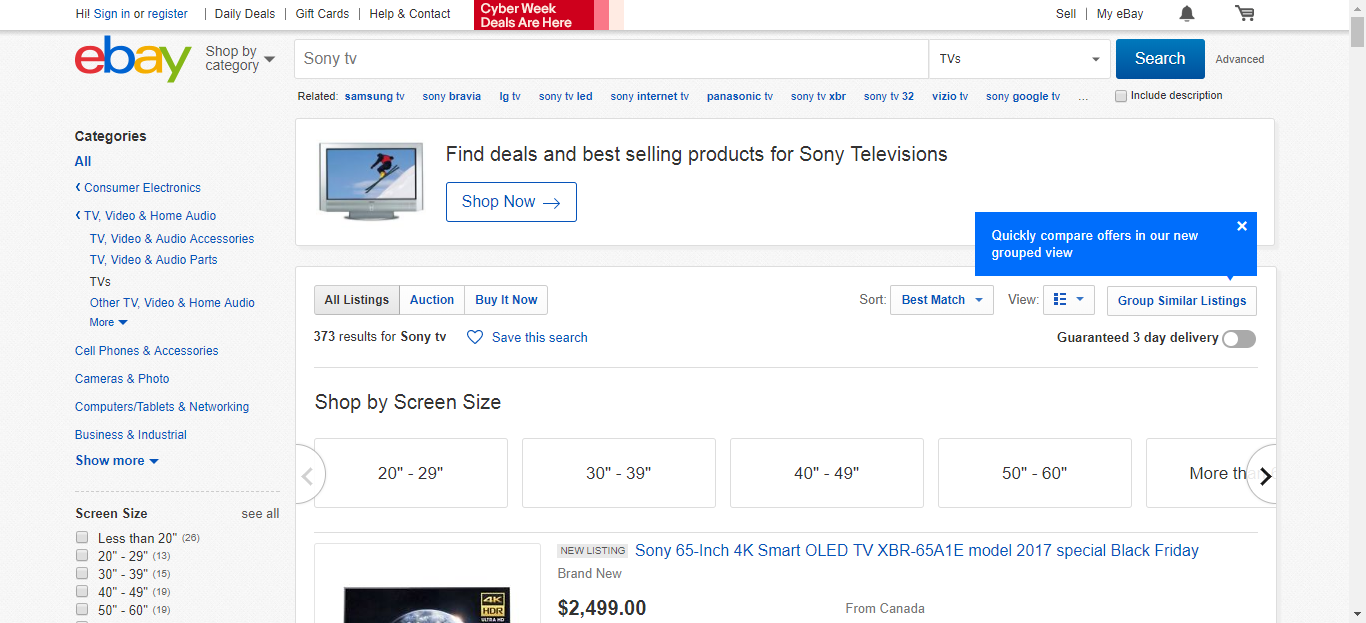 Hi! Sign in or register
Daily Deals
Gift Cards
Help & Contact
Cyber Week
Deals Are Here
Sell
My eBay
ebay
Shop by
category
Sony tv
TVs
Search
Advanced
Related: samsung tv sony bravia lg tv sony tv led sony internet tv panasonic tv sony tv xbr sony tv 32 vizio tv sony google tv ...
Include description
Categories
All
Consumer Electronics
TV, Video & Home Audio
TV, Video & Audio Accessories
TV, Video & Audio Parts
TVs
Other TV, Video & Home Audio
More
Cell Phones & Accessories
Cameras & Photo
Computers/Tablets & Networking
Business & Industrial
Show more
Screen Size see all
Less than 20" (26)
20" - 29" (13)
30" - 39" (15)
40" - 49" (19)
50" - 60" (19)
Find deals and best selling products for Sony Televisions
Shop Now
Quickly compare offers in our new
grouped view
All Listings
Auction
Buy It Now
Sort: Best Match
View:
Group Similar Listings
373 results for Sony tv
Save this search
Guaranteed 3 day delivery
Shop by Screen Size
20" - 29"
30" - 39"
40" - 49"
50" - 60"
More
NEW LISTING Sony 65-Inch 4K Smart OLED TV XBR-65A1E model 2017 special Black Friday
Brand New
$2,499.00
From Canada
4K
HDR
ULTRA HD